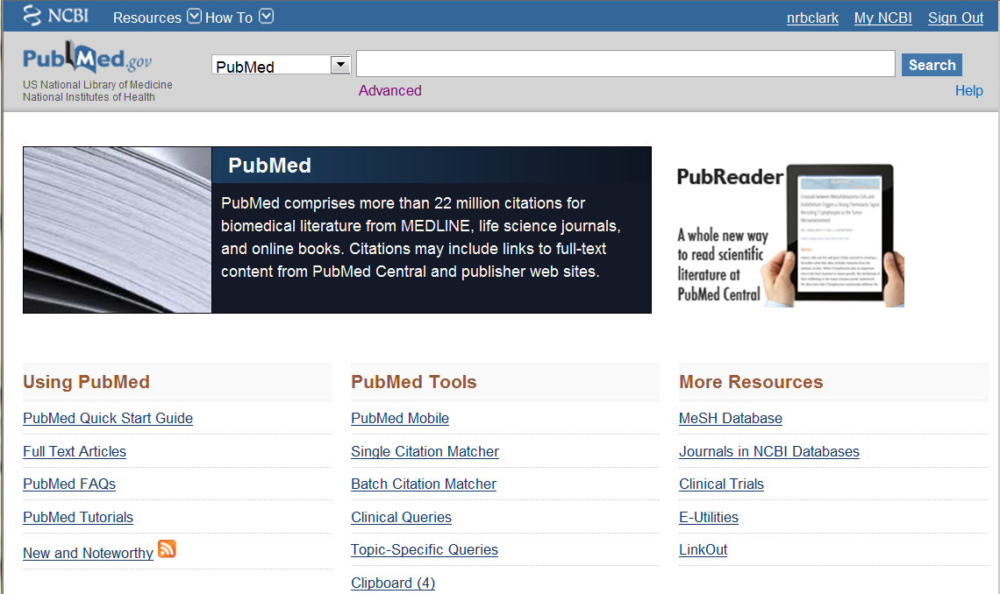 NCBI Resources How To nrbclark My NCBI Sign Out
PubMed.gov
US National Library of Medicine
National Institutes of Health
PubMed
Search
Advanced
Help
PubMed
PubMed comprises more than 22 million citations for
biomedical literature from MEDLINE, life science journals,
and online books. Citations may include links to full-text
content from PubMed Central and publisher web sites.
PubReader
A whole new way
to read scientific
literature at
PubMed Central
Using PubMed
PubMed Quick Start Guide
Full Text Articles
PubMed FAQs
PubMed Tutorials
New and Noteworthy
PubMed Tools
PubMed Mobile
Single Citation Matcher
Batch Citation Matcher
Clinical Queries
Topic-Specific Queries
Clipboard (4)
More Resources
MeSH Database
Journals in NCBI Databases
Clinical Trials
E-Utilities
LinkOut